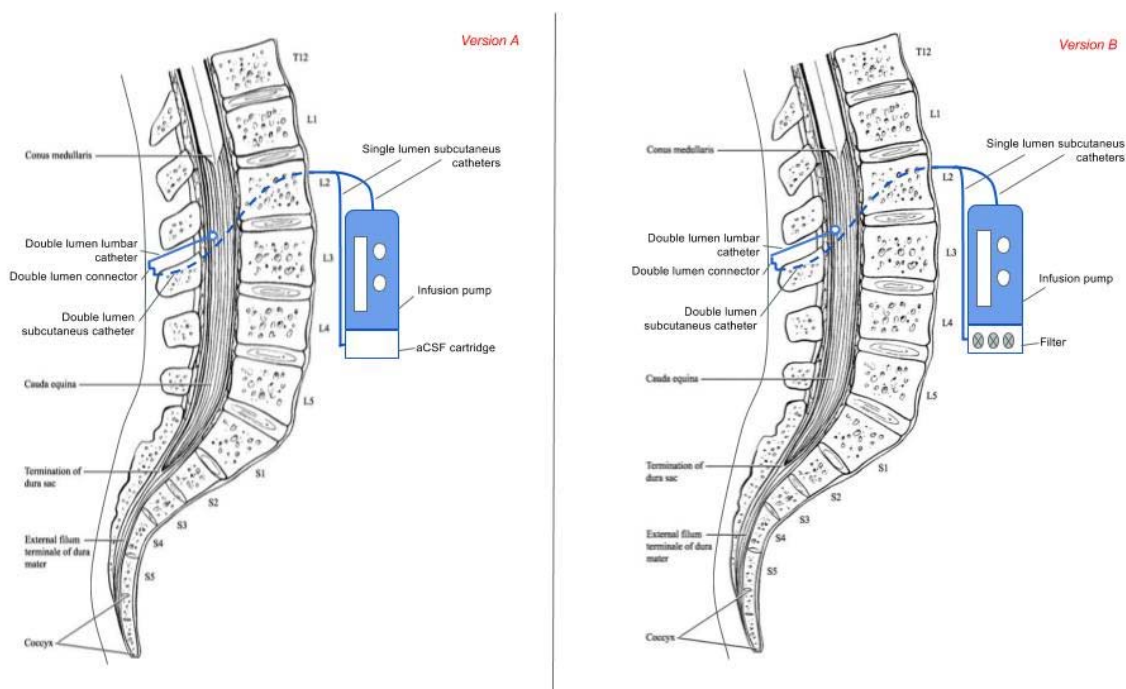 Version A
T12
L1
Single lumen subcutaneus
catheters
Conus medullaris
L2
Double lumen lumbar
catheter
Double lumen connector
L3
Infusion pump
Double lumen
subcutaneus catheter
L4
aCSF cartridge
Cauda equina
L5
Termination of
dura sac
S1
S2
S3
External filum
terminale of dura
mater
S4
S5
Coccyx
Version B
T12
L1
Single lumen subcutaneus
catheters
Conus medullaris
L2
Double lumen lumbar
catheter
Double lumen connector
L3
Infusion pump
Double lumen
subcutaneus catheter
L4
Filter
Cauda equina
L5
Termination of
dura sac
S1
S2
S3
External filum
terminale of dura
mater
S4
S5
Coccyx